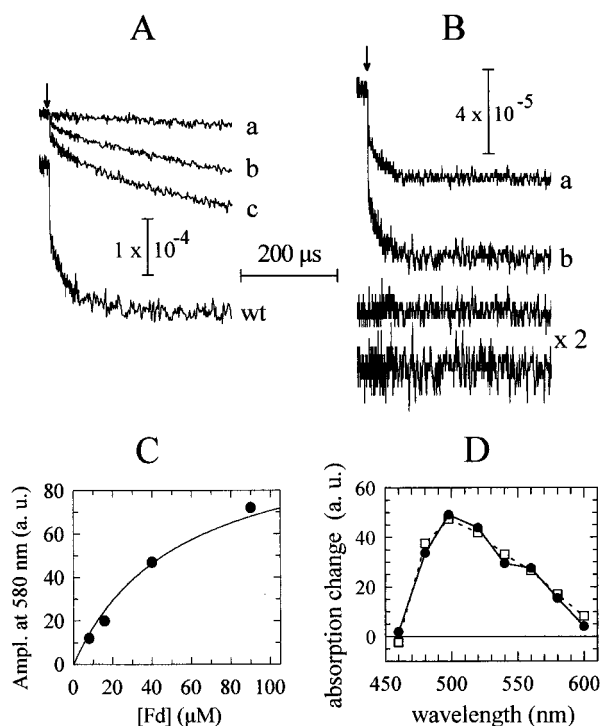 A
B
a
b
c
1 x 10⁻⁴
wt
200 μs
4 x 10⁻⁵
a
b
x 2
C
D
Ampl. at 580 nm (a. u.)
80
60
40
20
0
0 20 40 60 80 100
[Fd] (μM)
absorption change (a. u.)
60
40
20
0
450 500 550 600
wavelength (nm)